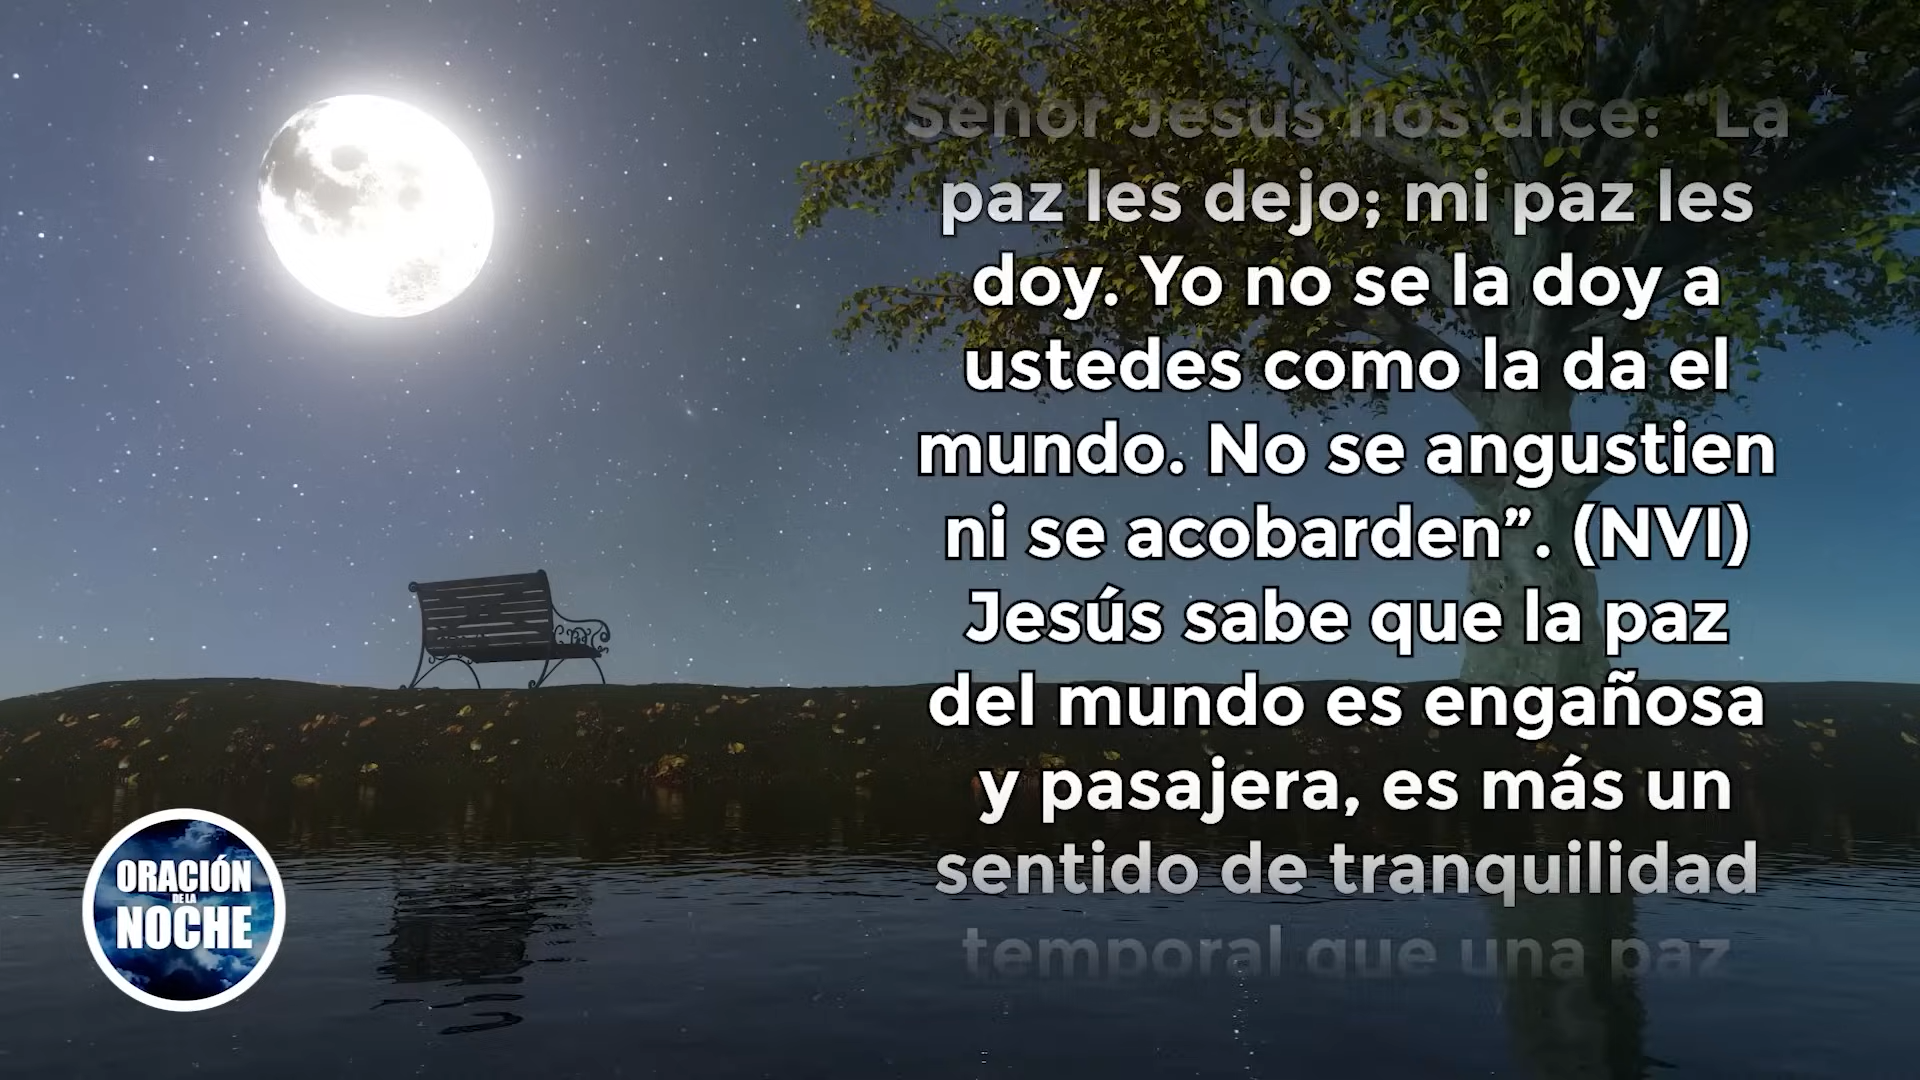 Señor Jesús nos dice: “La
paz les dejo; mi paz les
doy. Yo no se la doy a
ustedes como la da el
mundo. No se angustien
ni se acobarden”. (NVI)
Jesús sabe que la paz
del mundo es engañosa
y pasajera, es más un
sentido de tranquilidad
temporal que una paz
ORACIÓN
DE LA
NOCHE